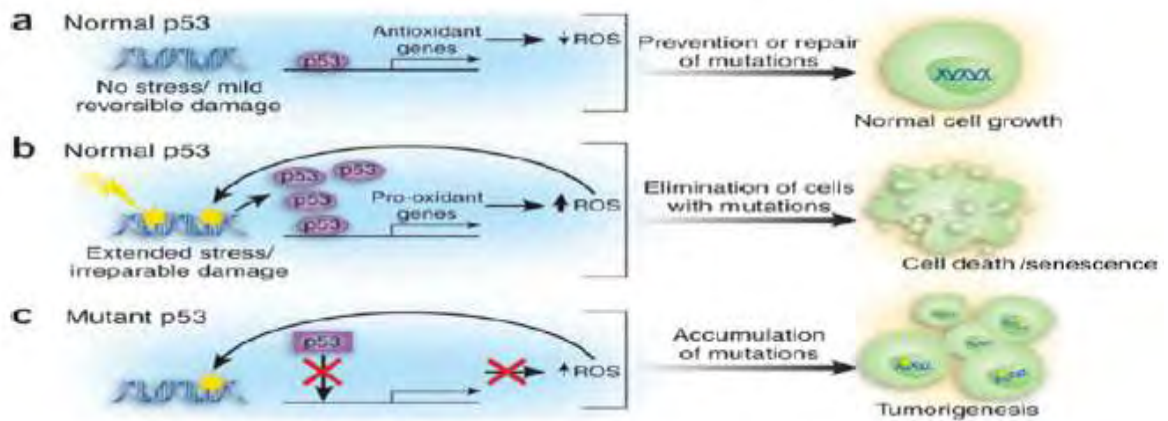 a Normal p53
Antioxidant
genes
ROS
p53
No stress/ mild
reversible damage
Prevention or repair
of mutations
Normal cell growth
b Normal p53
p53
p53
p53
p53
Pro-oxidant
genes
ROS
Extended stress/
irreparable damage
Elimination of cells
with mutations
Cell death/senescence
c Mutant p53
p53
ROS
Accumulation
of mutations
Tumorigenesis